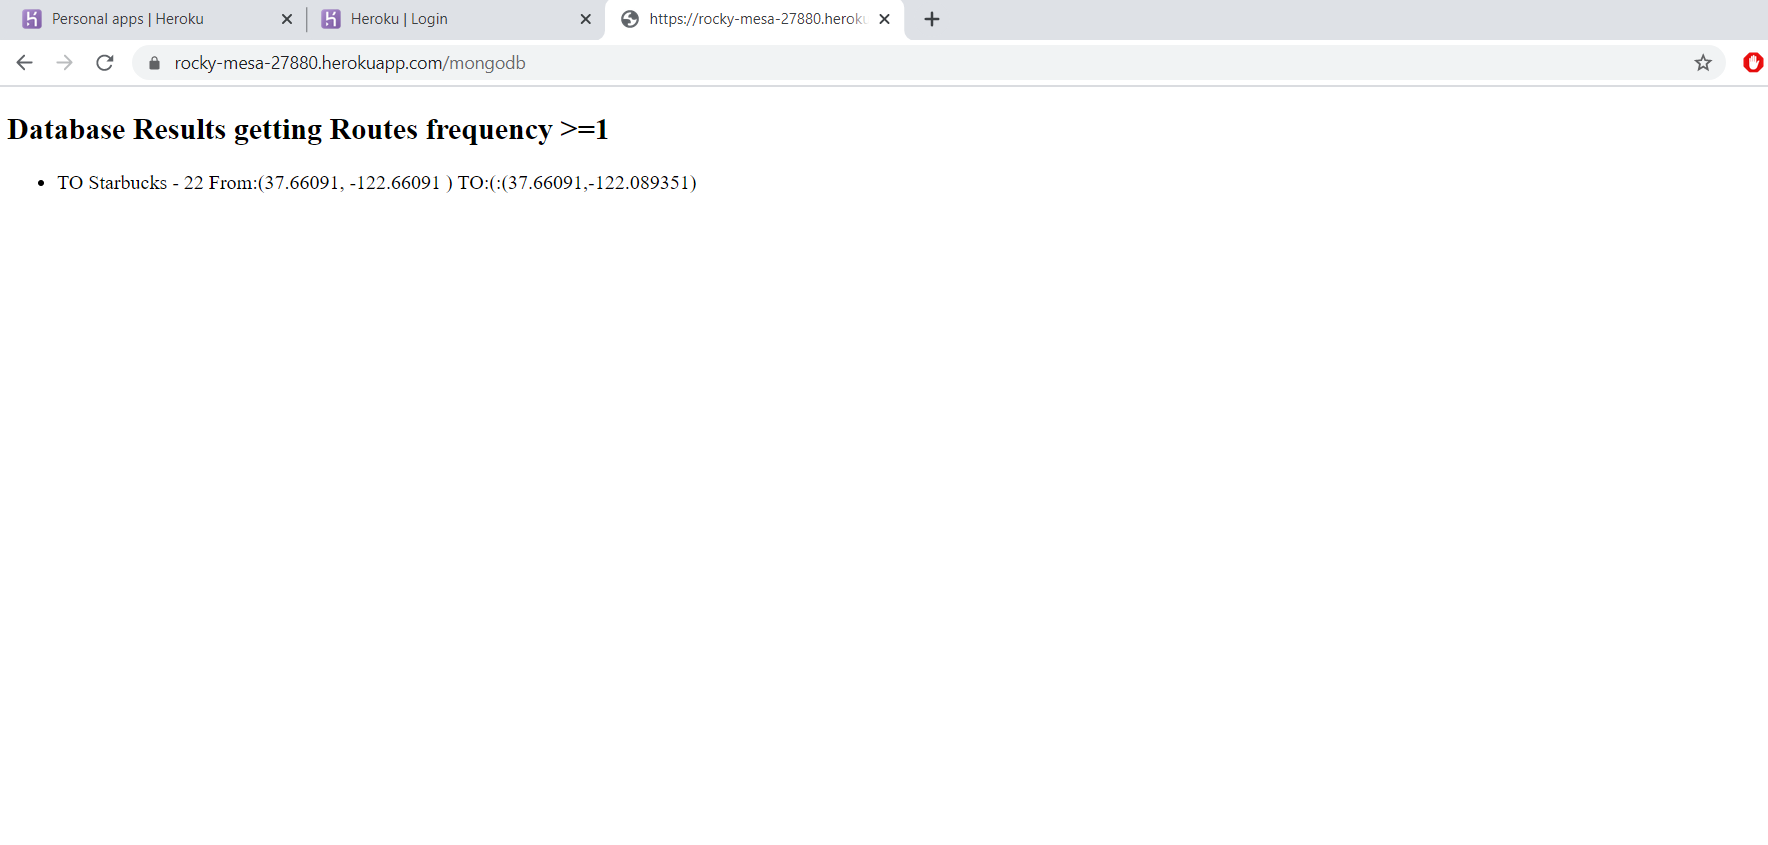 Personal apps | Heroku
Heroku | Login
https://rocky-mesa-27880.heroku
rocky-mesa-27880.herokuapp.com/mongodb
Database Results getting Routes frequency >=1
• TO Starbucks - 22 From:(37.66091, -122.66091 ) TO:(:(37.66091,-122.089351)